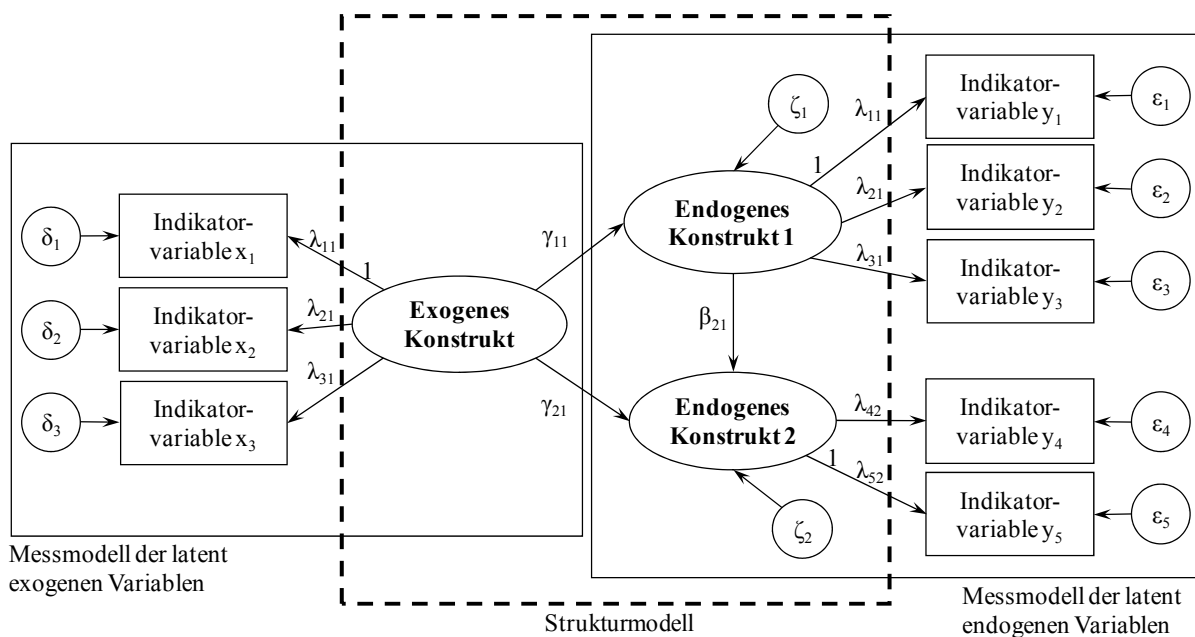 δ₁
Indikator-
variable x₁
λ₁₁
1
δ₂
Indikator-
variable x₂
λ₂₁
δ₃
Indikator-
variable x₃
λ₃₁
Exogenes
Konstrukt
γ₁₁
γ₂₁
ζ₁
Endogenes
Konstrukt 1
β₂₁
Endogenes
Konstrukt 2
ζ₂
1
λ₁₁
λ₂₁
λ₃₁
λ₄₂
1
λ₅₂
Indikator-
variable y₁
ε₁
Indikator-
variable y₂
ε₂
Indikator-
variable y₃
ε₃
Indikator-
variable y₄
ε₄
Indikator-
variable y₅
ε₅
Messmodell der latent
exogenen Variablen
Strukturmodell
Messmodell der latent
endogenen Variablen